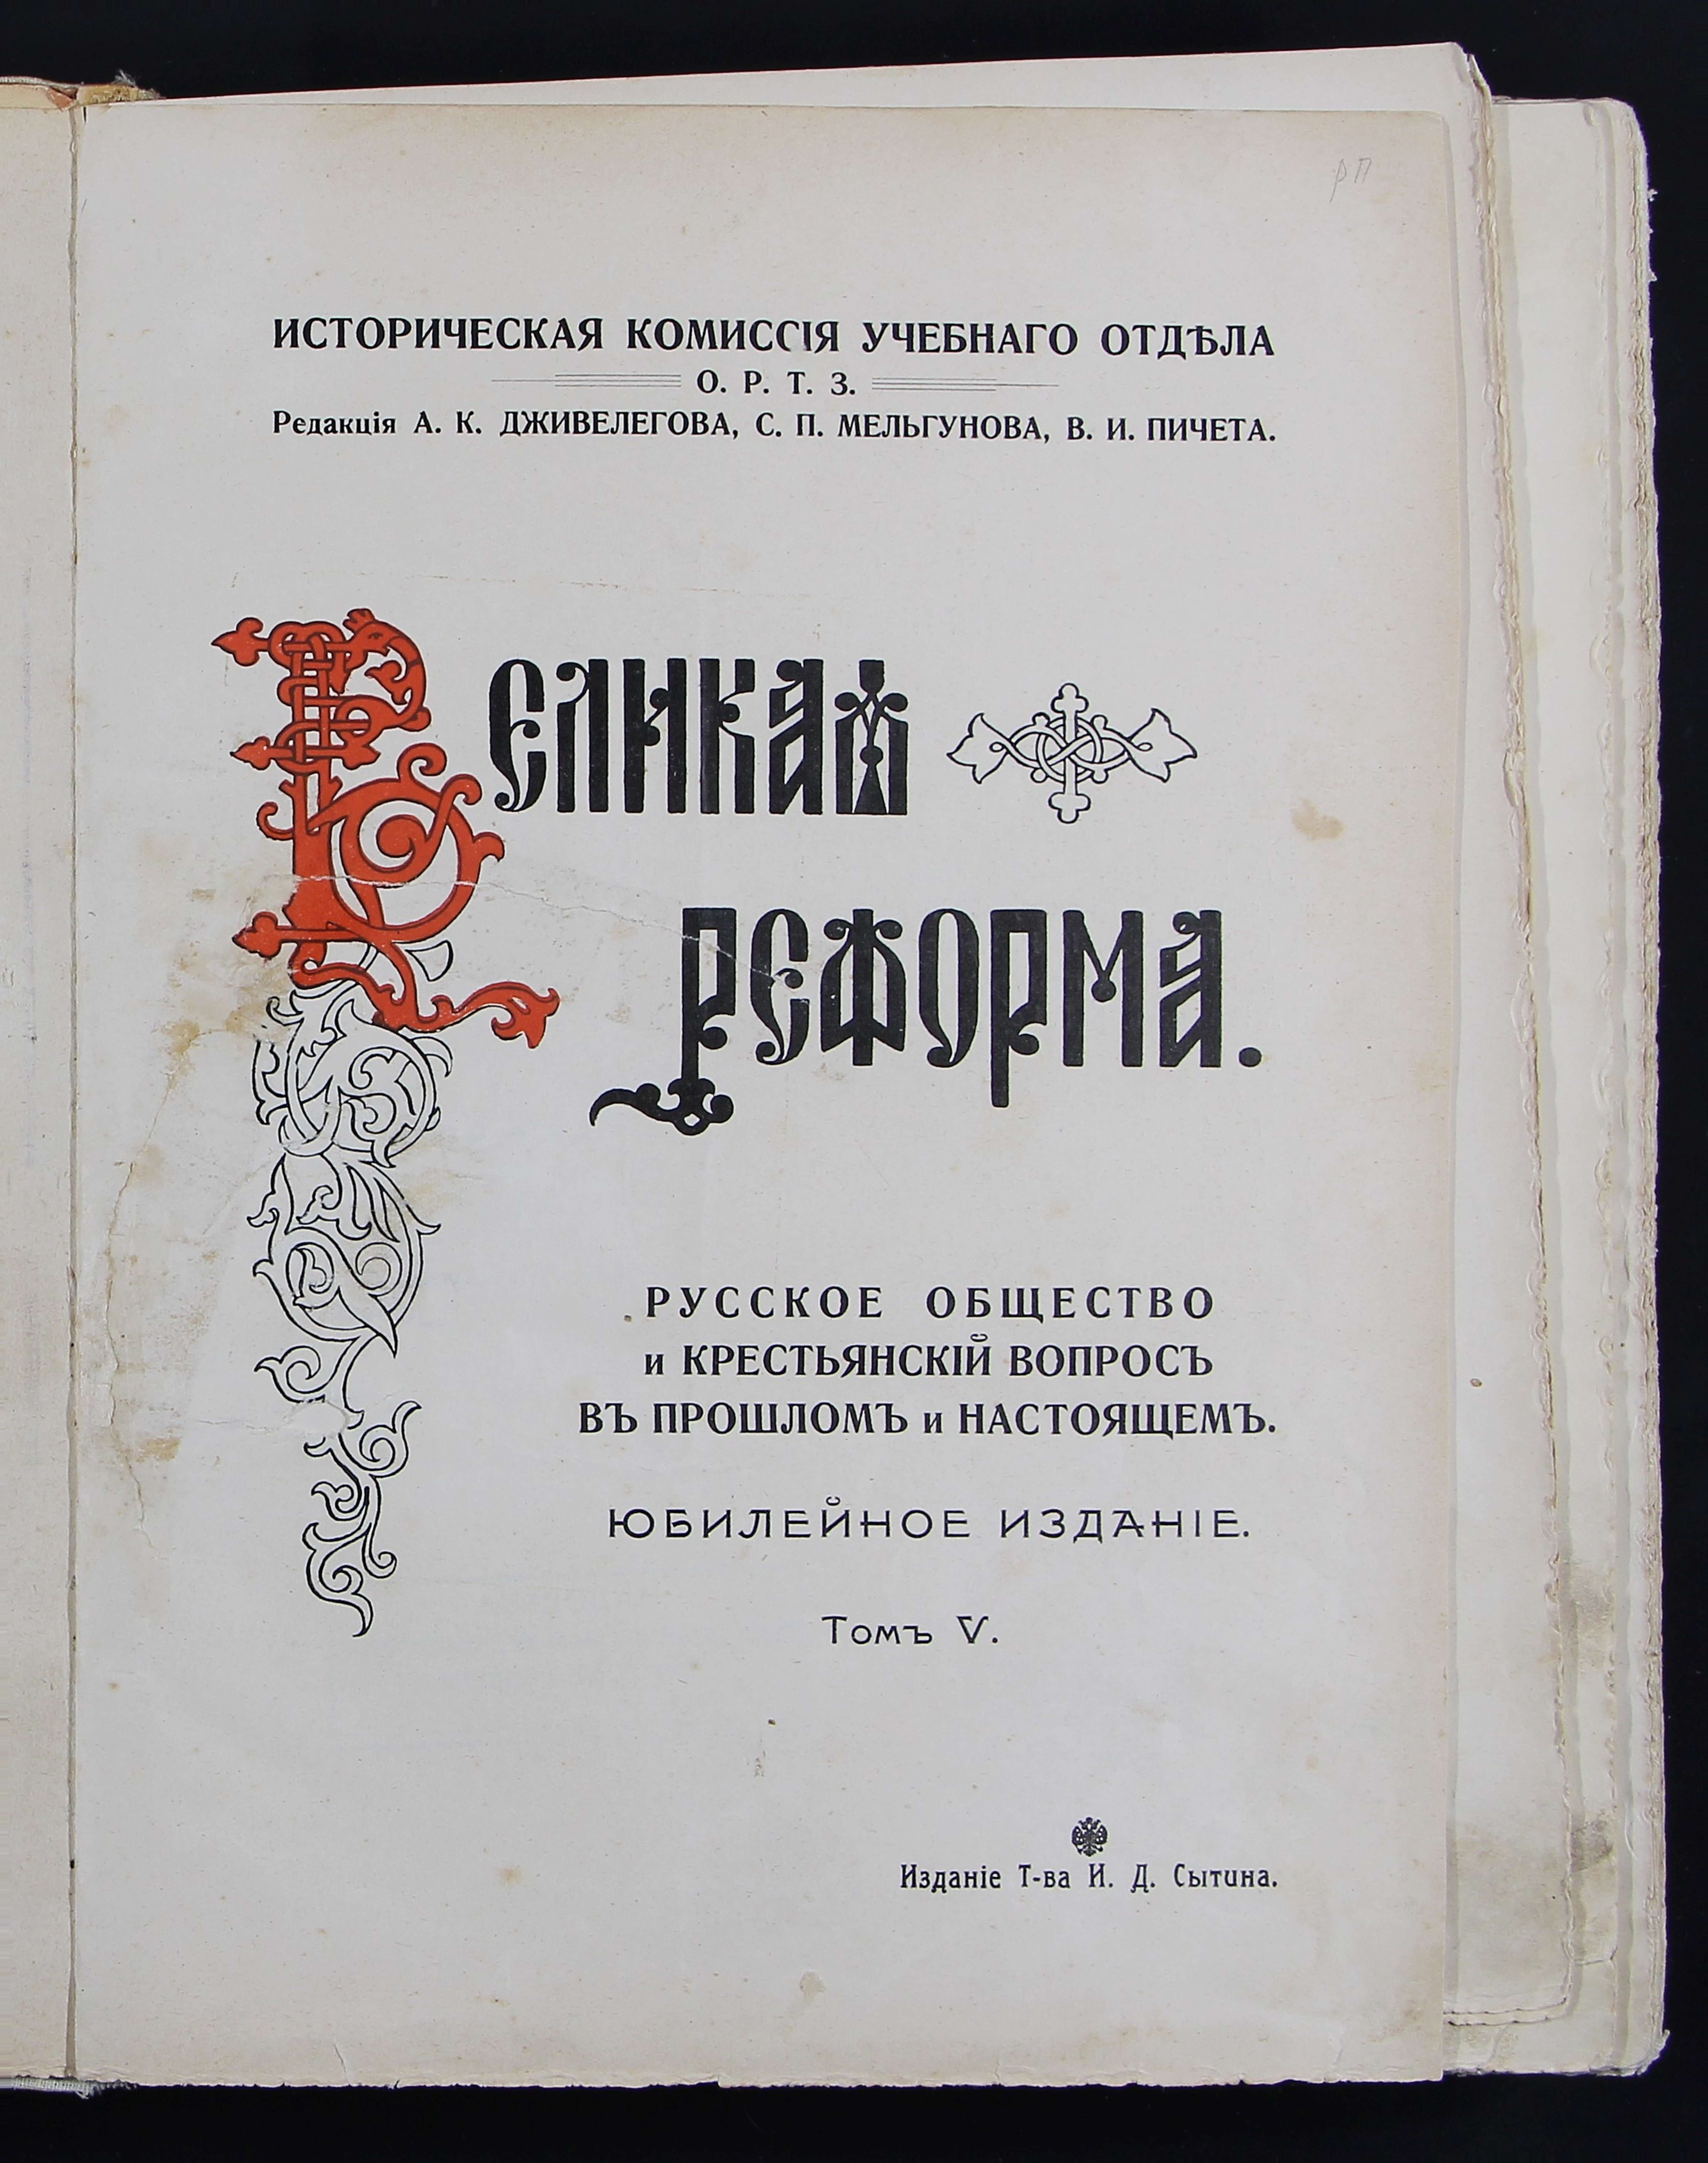 рп
ИСТОРИЧЕСКАЯ КОМИССІЯ УЧЕБНАГО ОТДѢЛА
О. Р. Т. З.
Редакція А. К. ДЖИВЕЛЕГОВА, С. П. МЕЛЬГУНОВА, В. И. ПИЧЕТА.
ВЕЛИКАЯ
РЕФОРМА.
РУССКОЕ ОБЩЕСТВО
и КРЕСТЬЯНСКІЙ ВОПРОСЪ
ВЪ ПРОШЛОМЪ и НАСТОЯЩЕМЪ.
ЮБИЛЕЙНОЕ ИЗДАНІЕ.
Томъ V.
Изданіе Т-ва И. Д. Сытина.